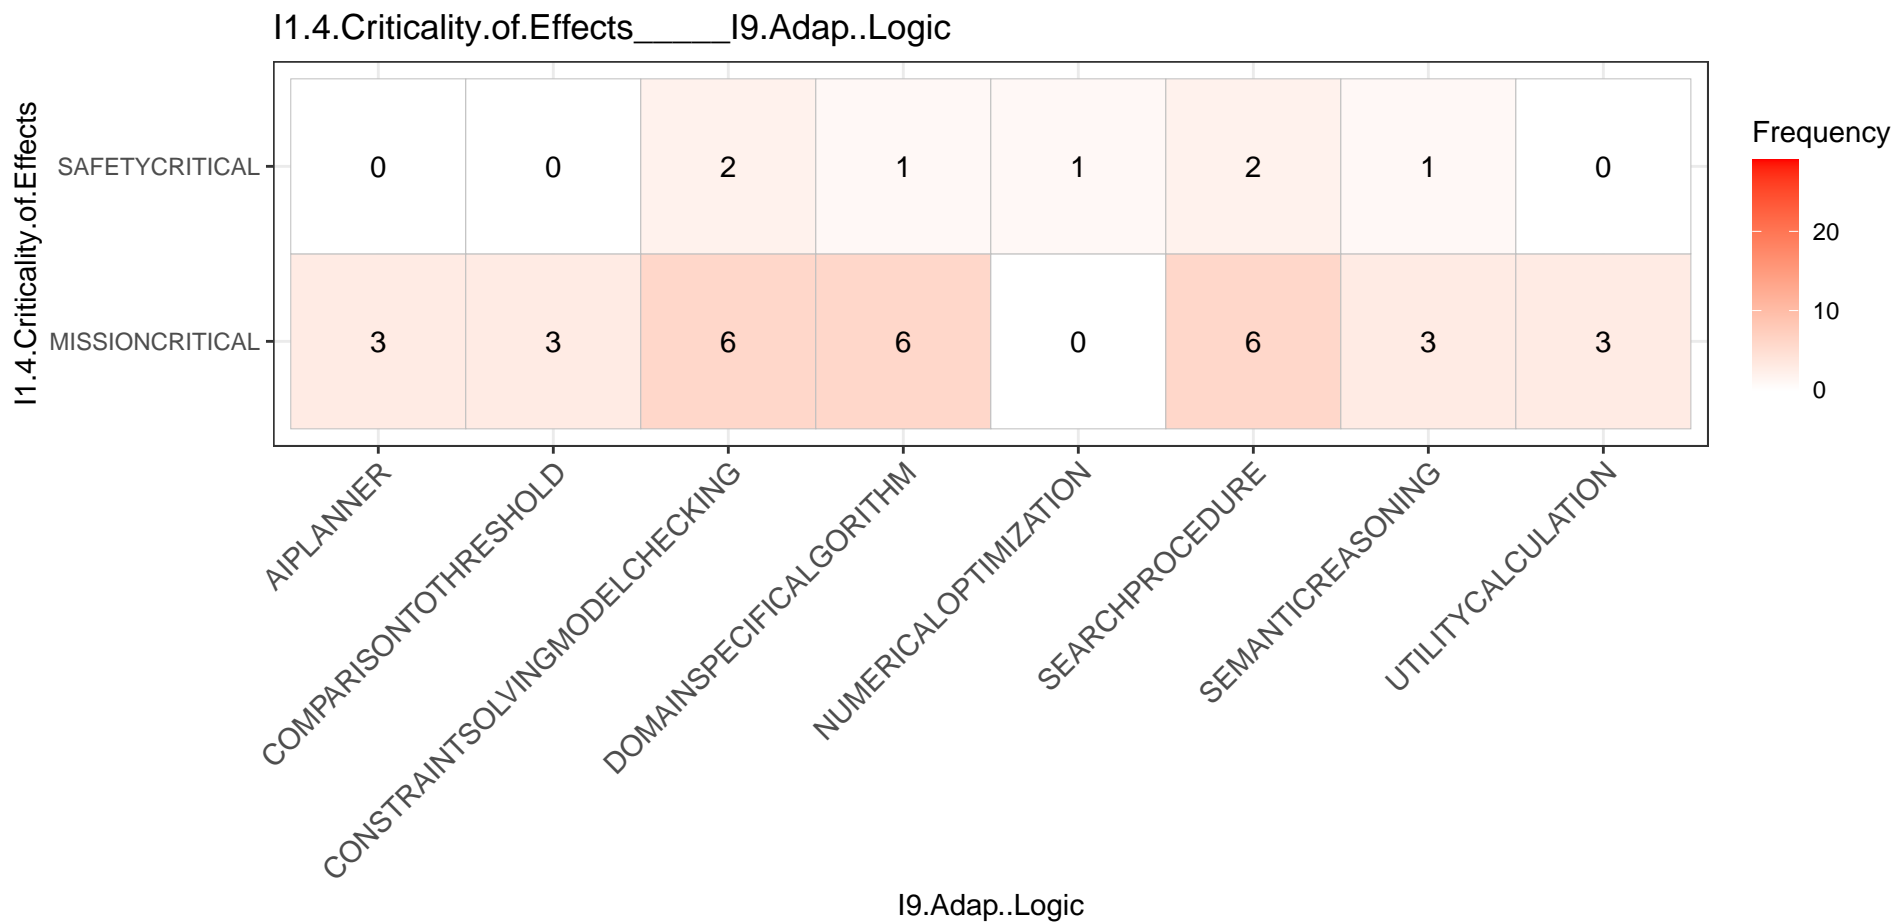 I1.4.Criticality.of.Effects_____I9.Adap..Logic
I1.4.Criticality.of.Effects
SAFETYCRITICAL
0 0 2 1 1 2 1 0
MISSIONCRITICAL
3 3 6 6 0 6 3 3
AIPLANNER
COMPARISONTOTHRESHOLD
CONSTRAINTSOLVINGMODELCHECKING
DOMAINSPECIFICALGORITHM
NUMERICALOPTIMIZATION
SEARCHPROCEDURE
SEMANTICREASONING
UTILITYCALCULATION
I9.Adap..Logic
Frequency
20
10
0